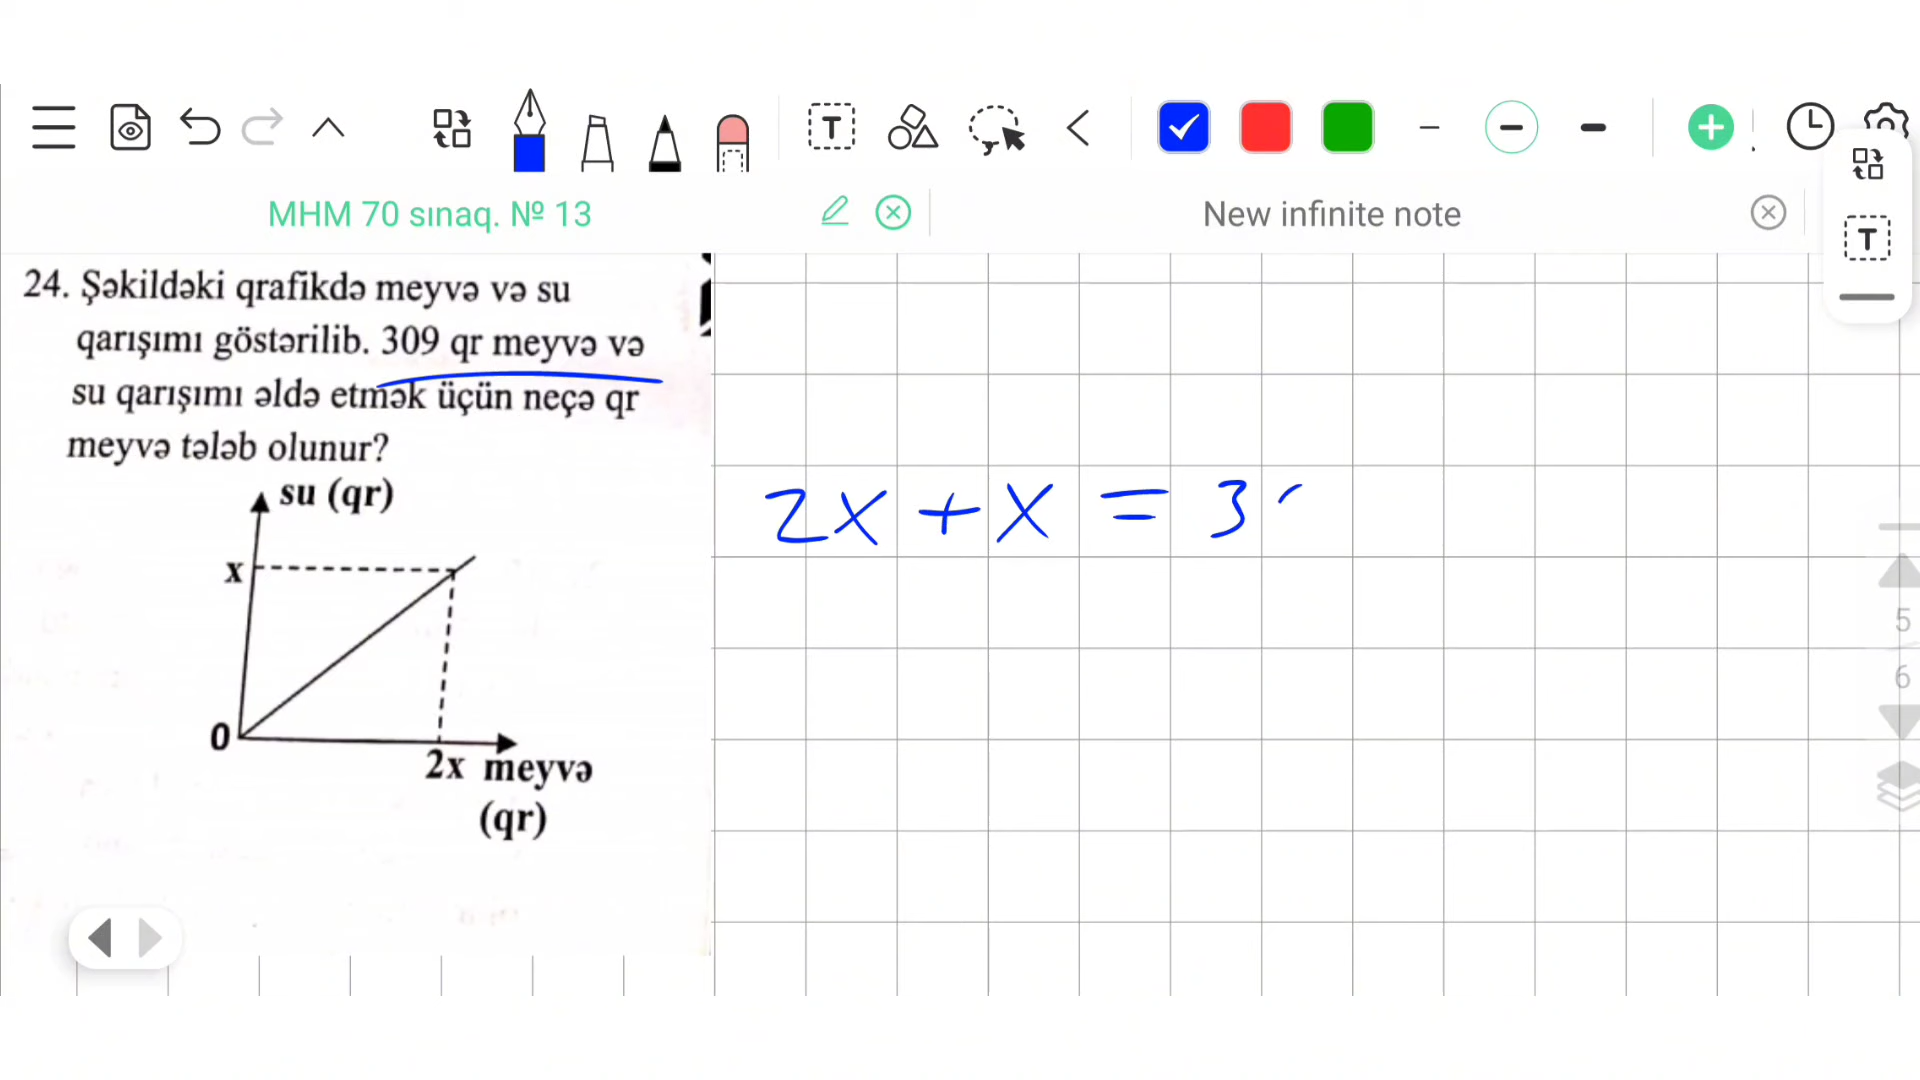 T
T
MHM 70 sınaq. № 13
New infinite note
24. Şəkildəki qrafikdə meyvə və su
qarışımı göstərilib. 309 qr meyvə və
su qarışımı əldə etmək üçün neçə qr
meyvə tələb olunur?
su (qr)
x
0
2x meyvə
(qr)
2x + x = 3
5
6